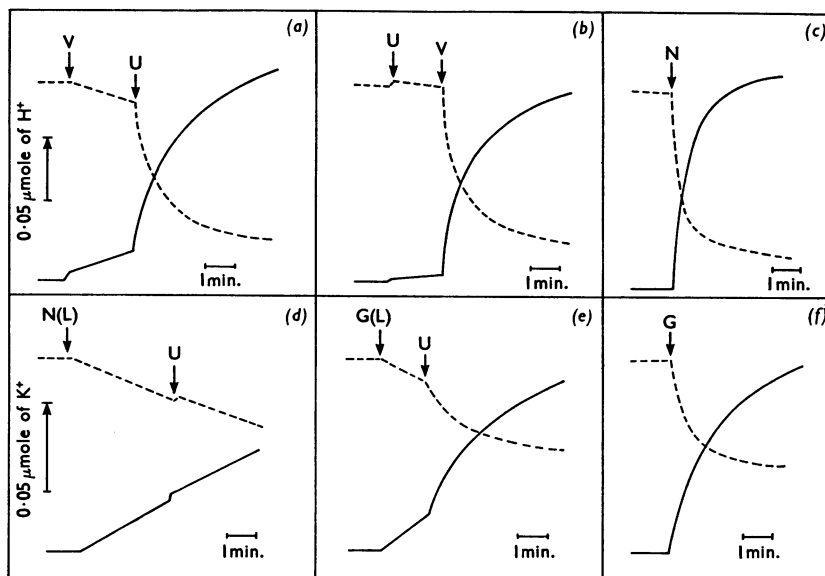 (a)
V
U
0·05 µmole of H⁺
1 min.
(b)
U
V
1 min.
(c)
N
1 min.
(d)
N(L)
U
0·05 µmole of K⁺
1 min.
(e)
G(L)
U
1 min.
(f)
G
1 min.